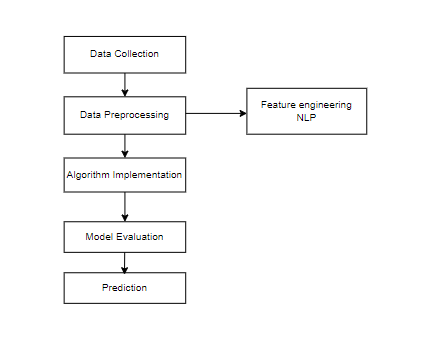 Data Collection
Data Preprocessing
Feature engineering
NLP
Algorithm Implementation
Model Evaluation
Prediction